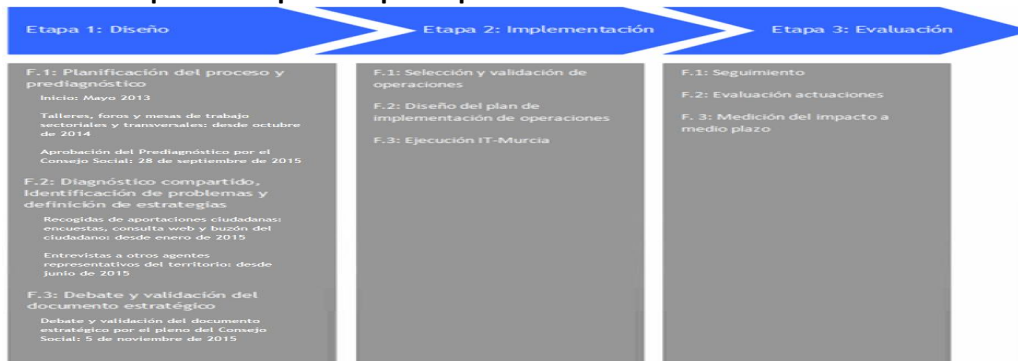 Etapa 1: Diseño
Etapa 2: Implementación
Etapa 3: Evaluación
F.1: Planificación del proceso y
prediagnóstico
Inicio: Mayo 2013
Talleres, foros y mesas de trabajo
sectoriales y transversales: desde octubre
de 2014
Aprobación del Prediagnóstico por el
Consejo Social: 28 de septiembre de 2015
F.2: Diagnóstico compartido,
Identificación de problemas y
definición de estrategias
Recogidas de aportaciones ciudadanas:
encuestas, consulta web y buzón del
ciudadano: desde enero de 2015
Entrevistas a otros agentes
representativos del territorio: desde
junio de 2015
F.3: Debate y validación del
documento estratégico
Debate y validación del documento
estratégico por el pleno del Consejo
Social: 5 de noviembre de 2015
F.1: Selección y validación de
operaciones
F.2: Diseño del plan de
implementación de operaciones
F.3: Ejecución IT-Murcia
F.1: Seguimiento
F.2: Evaluación actuaciones
F. 3: Medición del impacto a
medio plazo